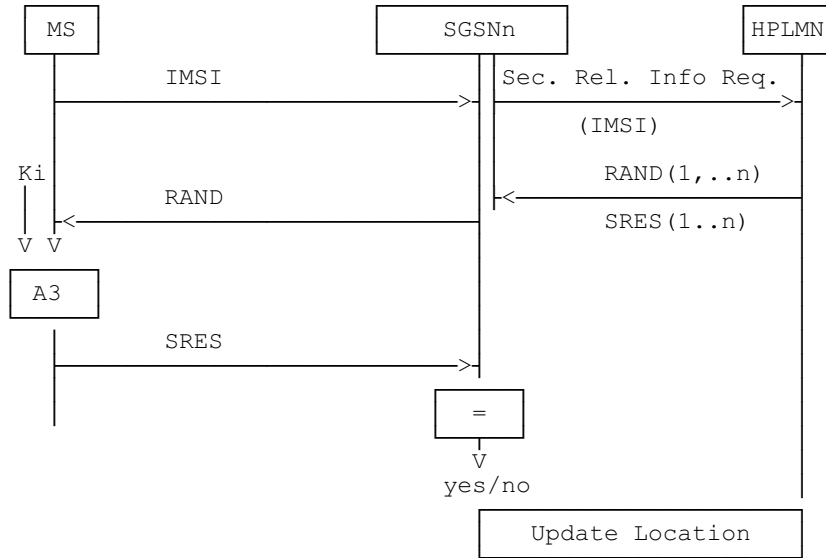 MS
SGSNn
HPLMN
IMSI
Sec. Rel. Info Req.
(IMSI)
Ki
RAND
RAND(1,..n)
SRES(1..n)
V V
A3
SRES
=
V
yes/no
Update Location